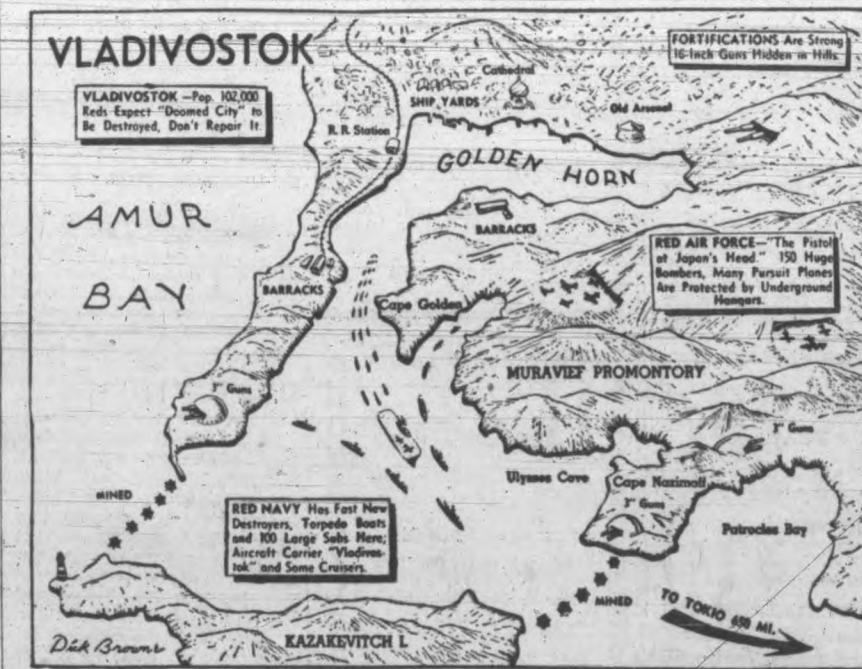 VLADIVOSTOK
VLADIVOSTOK—Pop. 102,000
Reds Expect "Doomed City" to
Be Destroyed, Don't Repair It.
FORTIFICATIONS Are Strong
16-Inch Guns Hidden in Hills.
Cathedral
SHIP YARDS
Old Arsenal
R. R. Station
GOLDEN HORN
AMUR
BAY
BARRACKS
BARRACKS
RED AIR FORCE—"The Pistol
at Japan's Head." 150 Huge
Bombers, Many Pursuit Planes
Are Protected by Underground
Hangars.
Cape Golden
MURAVIEF PROMONTORY
3" Guns
3" Guns
Ulysses Cove
Cape Nazimoff
3" Guns
MINED
RED NAVY Has Fast New
Destroyers, Torpedo Boats
and 100 Large Subs Here;
Aircraft Carrier "Vladivos-
tok" and Some Cruisers.
Patroclus Bay
MINED
TO TOKIO 650 MI.
KAZAKEVITCH I.
Dick Browne